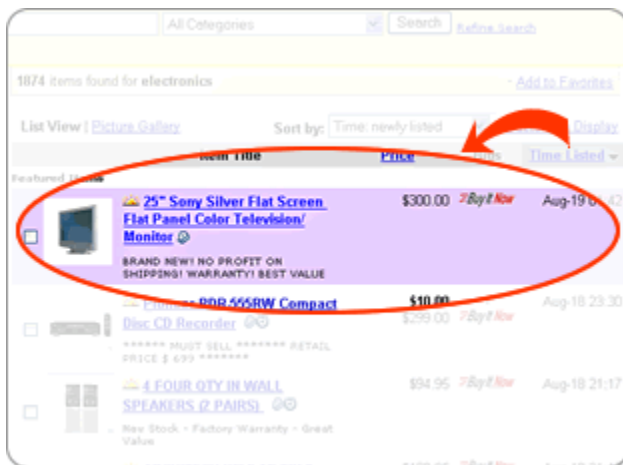 All Categories Search Refine Search
1874 items found for electronics · Add to Favorites
List View | Picture Gallery Sort by: Time: newly listed Display
Item Title Price Time Listed
Featured
25" Sony Silver Flat Screen $300.00 Buy It Now Aug-19
Flat Panel Color Television/
Monitor
BRAND NEW! NO PROFIT ON
SHIPPING! WARRANTY! BEST VALUE
Pioneer PDR-555RW Compact $10.00 Aug-18 23:30
Disc CD Recorder $299.00 Buy It Now
****** MUST SELL ******* RETAIL
PRICE $ 699 *******
4 FOUR QTY IN WALL $94.95 Buy It Now Aug-18 21:17
SPEAKERS (2 PAIRS)
New Stock - Factory Warranty - Great
Value